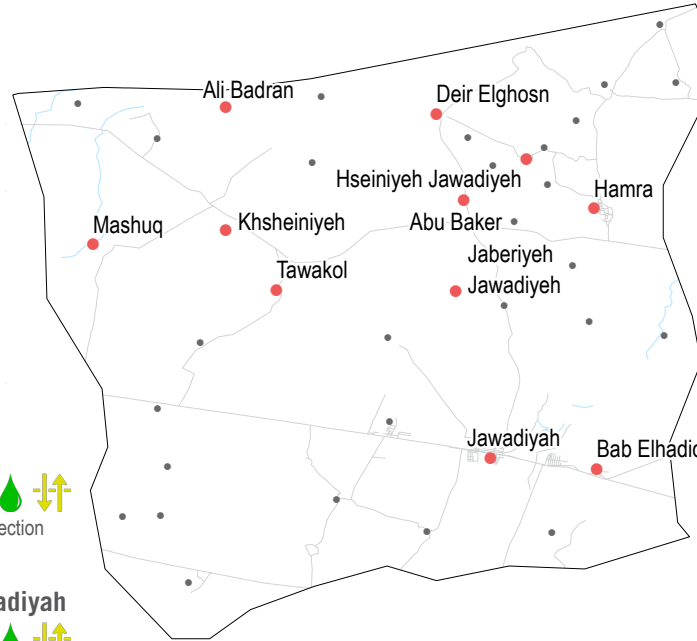 Ali Badran
Deir Elghosn
Hseiniyeh Jawadiyeh
Hamra
Mashuq
Khsheiniyeh
Abu Baker
Tawakol
Jaberiyeh
Jawadiyeh
Jawadiyah
Bab Elhadid
ection
adiyah